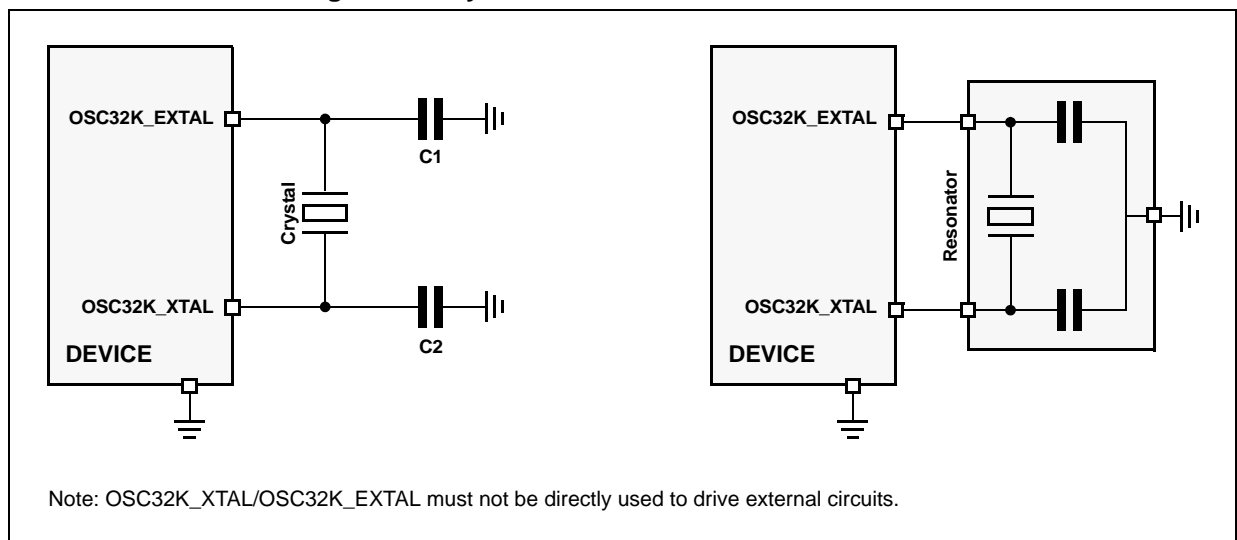 OSC32K_EXTAL
C1
Crystal
OSC32K_XTAL
C2
DEVICE
OSC32K_EXTAL
Resonator
OSC32K_XTAL
DEVICE
Note: OSC32K_XTAL/OSC32K_EXTAL must not be directly used to drive external circuits.